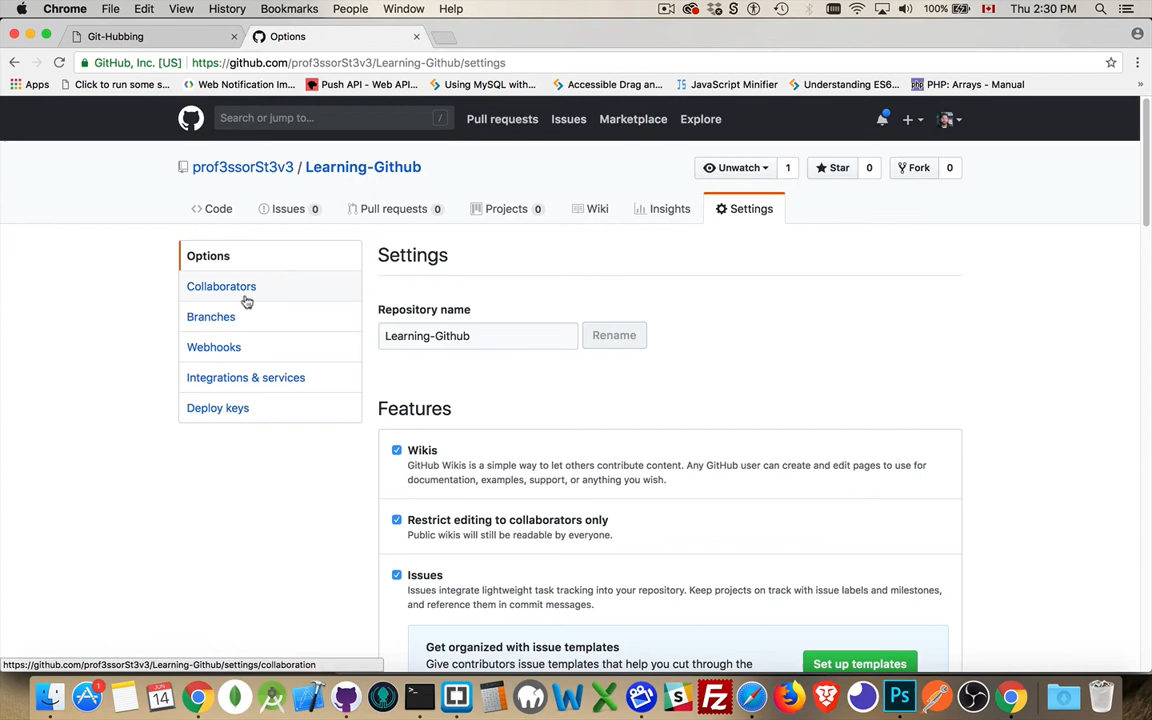 Chrome File Edit View History Bookmarks People Window Help 100% Thu 2:30 PM
Git-Hubbing × Options ×
GitHub, Inc. [US] https://github.com/prof3ssorSt3v3/Learning-Github/settings
Apps Click to run some s... Web Notification Im... Push API - Web API... Using MySQL with... Accessible Drag an... JavaScript Minifier Understanding ES6... PHP: Arrays - Manual »
Search or jump to... / Pull requests Issues Marketplace Explore
prof3ssorSt3v3 / Learning-Github Unwatch 1 Star 0 Fork 0
Code Issues 0 Pull requests 0 Projects 0 Wiki Insights Settings
Options
Collaborators
Branches
Webhooks
Integrations & services
Deploy keys
Settings
Repository name
Learning-Github Rename
Features
Wikis
GitHub Wikis is a simple way to let others contribute content. Any GitHub user can create and edit pages to use for
documentation, examples, support, or anything you wish.
Restrict editing to collaborators only
Public wikis will still be readable by everyone.
Issues
Issues integrate lightweight task tracking into your repository. Keep projects on track with issue labels and milestones,
and reference them in commit messages.
Get organized with issue templates
Give contributors issue templates that help you cut through the Set up templates
https://github.com/prof3ssorSt3v3/Learning-Github/settings/collaboration